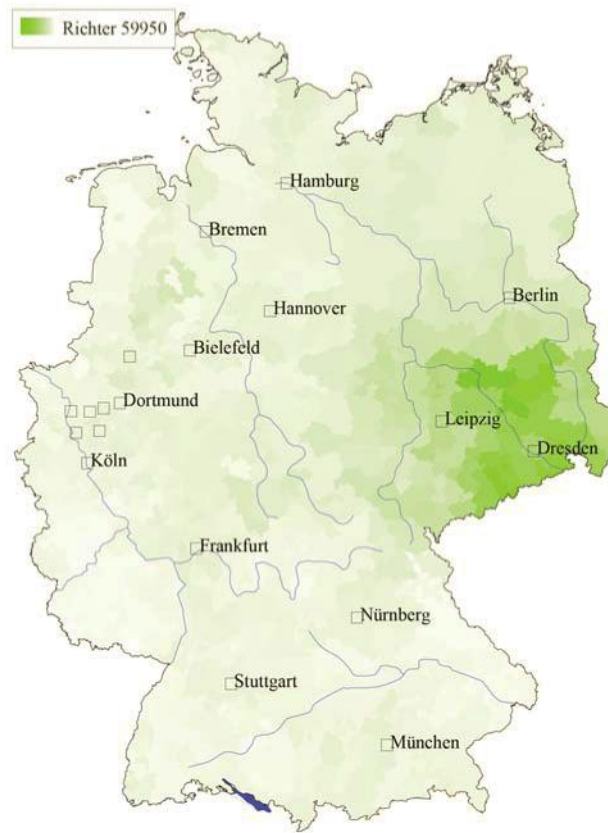 Richter 59950
Hamburg
Bremen
Berlin
Hannover
Bielefeld
Dortmund
Leipzig
Dresden
Köln
Frankfurt
Nürnberg
Stuttgart
München